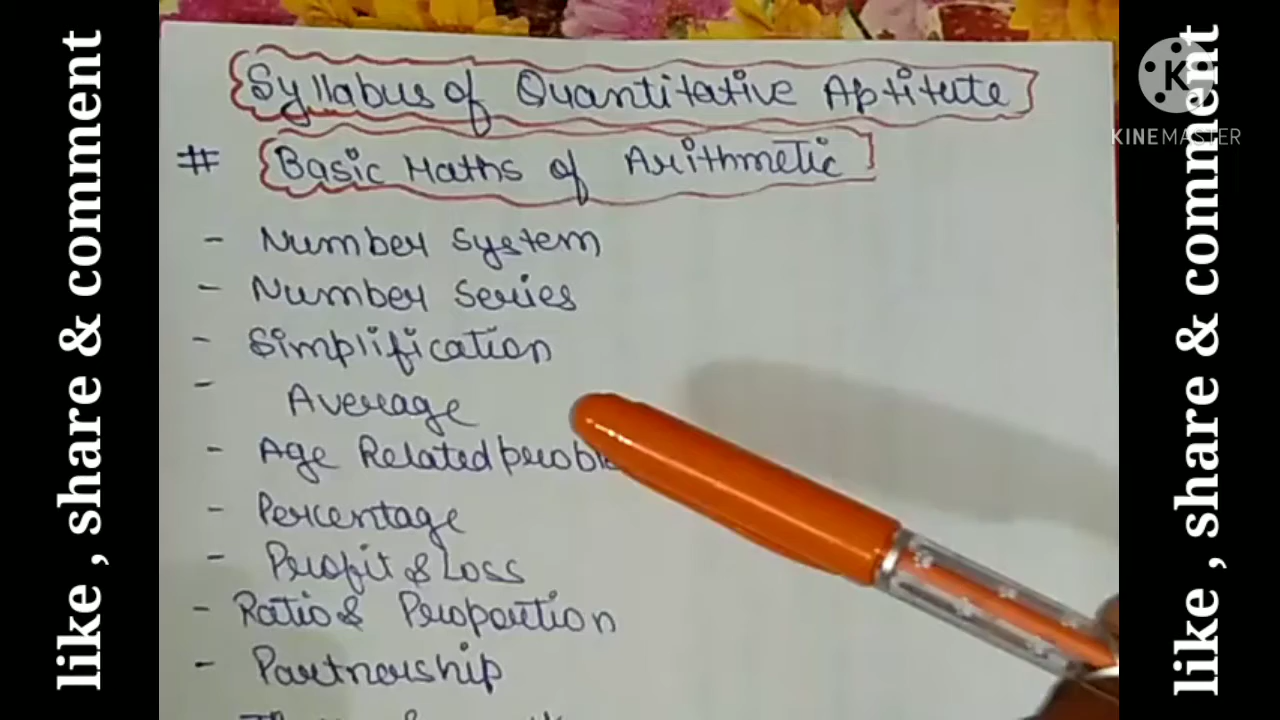 Syllabus of Quantitative Aptitute
# Basic Maths of Arithmetic
- Number System
- Number Series
- Simplification
- Average
- Age Related
- Percentage
- Profit & Loss
- Ratio & Proportion
- Partnership
like , share & comment
like , share & comment
K
KINEMASTER